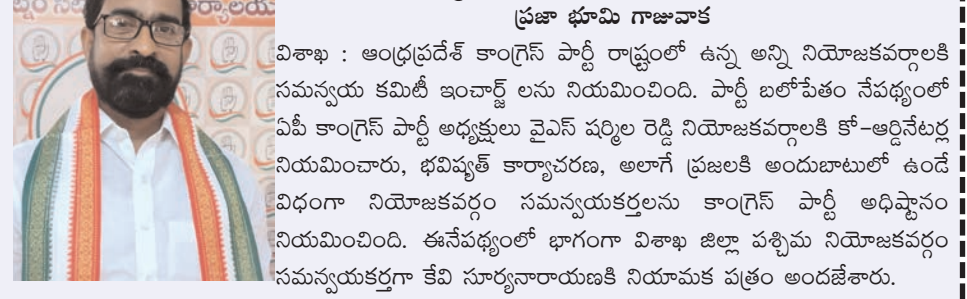 ప్రజా భూమి గాజువాక
విశాఖ : ఆంధ్రప్రదేశ్ కాంగ్రెస్ పార్టీ రాష్ట్రంలో ఉన్న అన్ని నియోజకవర్గాలకి
సమన్వయ కమిటీ ఇంచార్జ్ లను నియమించింది. పార్టీ బలోపేతం నేపథ్యంలో
ఏపీ కాంగ్రెస్ పార్టీ అధ్యక్షులు వైఎస్ షర్మిల రెడ్డి నియోజకవర్గాలకి కో-ఆర్డినేటర్ల
నియమించారు, భవిష్యత్ కార్యాచరణ, అలాగే ప్రజలకి అందుబాటులో ఉండే
విధంగా నియోజకవర్గం సమన్వయకర్తలను కాంగ్రెస్ పార్టీ అధిష్టానం
నియమించింది. ఈనేపథ్యంలో భాగంగా విశాఖ జిల్లా పశ్చిమ నియోజకవర్గం
సమన్వయకర్తగా కేవి సూర్యనారాయణకి నియామక పత్రం అందజేశారు.